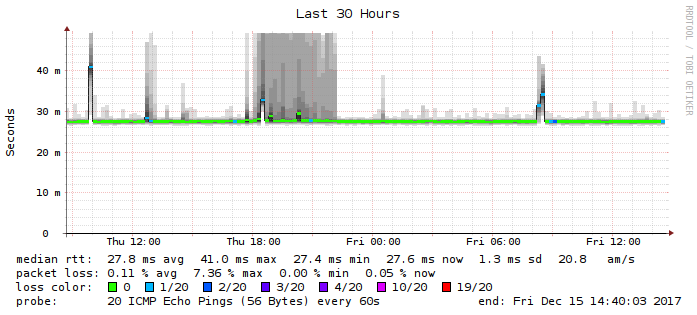 Last 30 Hours
RRDTOOL / TOBI OETIKER
Seconds
40 m
30 m
20 m
10 m
0
Thu 12:00 Thu 18:00 Fri 00:00 Fri 06:00 Fri 12:00
median rtt: 27.8 ms avg 41.0 ms max 27.4 ms min 27.6 ms now 1.3 ms sd 20.8 am/s
packet loss: 0.11 % avg 7.36 % max 0.00 % min 0.05 % now
loss color: 0 1/20 2/20 3/20 4/20 10/20 19/20
probe: 20 ICMP Echo Pings (56 Bytes) every 60s end: Fri Dec 15 14:40:03 2017